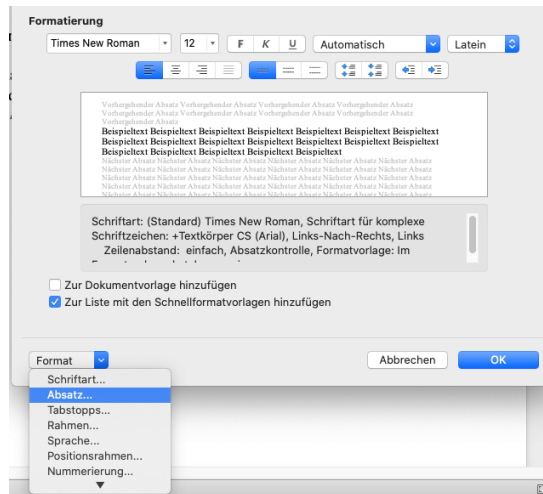 Formatierung
Times New Roman 12 F K U Automatisch Latein
Vorhergehender Absatz Vorhergehender Absatz Vorhergehender Absatz Vorhergehender Absatz
Vorhergehender Absatz Vorhergehender Absatz Vorhergehender Absatz Vorhergehender Absatz
Vorhergehender Absatz
Beispieltext Beispieltext Beispieltext Beispieltext Beispieltext Beispieltext Beispieltext
Beispieltext Beispieltext Beispieltext Beispieltext Beispieltext Beispieltext Beispieltext
Beispieltext Beispieltext Beispieltext Beispieltext Beispieltext
Nächster Absatz Nächster Absatz Nächster Absatz Nächster Absatz Nächster Absatz
Nächster Absatz Nächster Absatz Nächster Absatz Nächster Absatz Nächster Absatz
Nächster Absatz Nächster Absatz Nächster Absatz Nächster Absatz Nächster Absatz
Nächster Absatz Nächster Absatz Nächster Absatz Nächster Absatz Nächster Absatz
Schriftart: (Standard) Times New Roman, Schriftart für komplexe
Schriftzeichen: +Textkörper CS (Arial), Links-Nach-Rechts, Links
Zeilenabstand: einfach, Absatzkontrolle, Formatvorlage: Im
Zur Dokumentvorlage hinzufügen
Zur Liste mit den Schnellformatvorlagen hinzufügen
Format Abbrechen OK
Schriftart...
Absatz...
Tabstopps...
Rahmen...
Sprache...
Positionsrahmen...
Nummerierung...